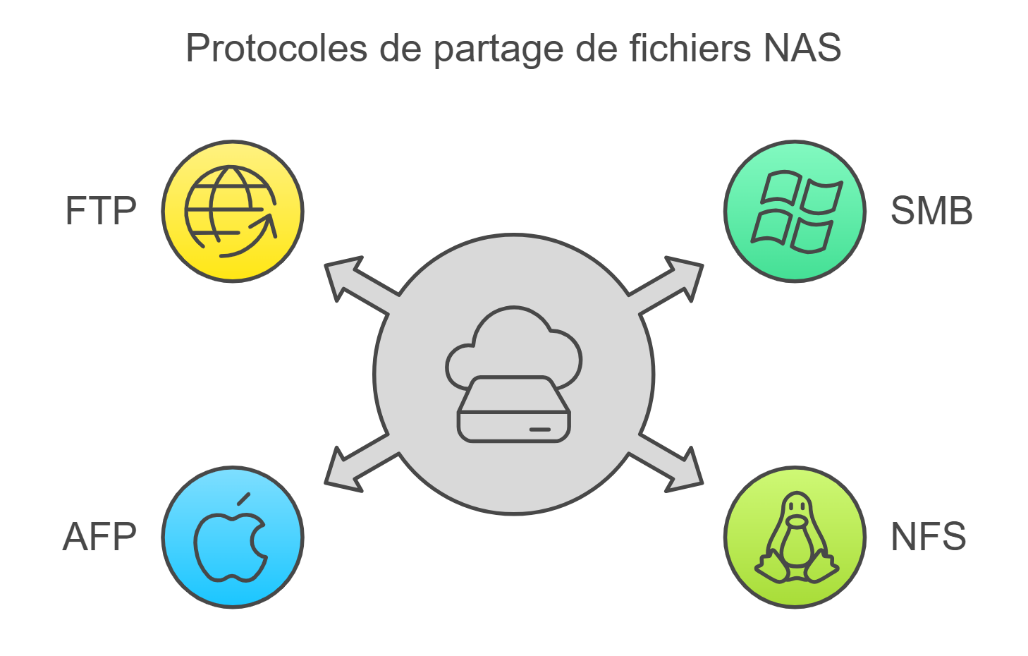 Protocoles de partage de fichiers NAS
FTP
SMB
AFP
NFS